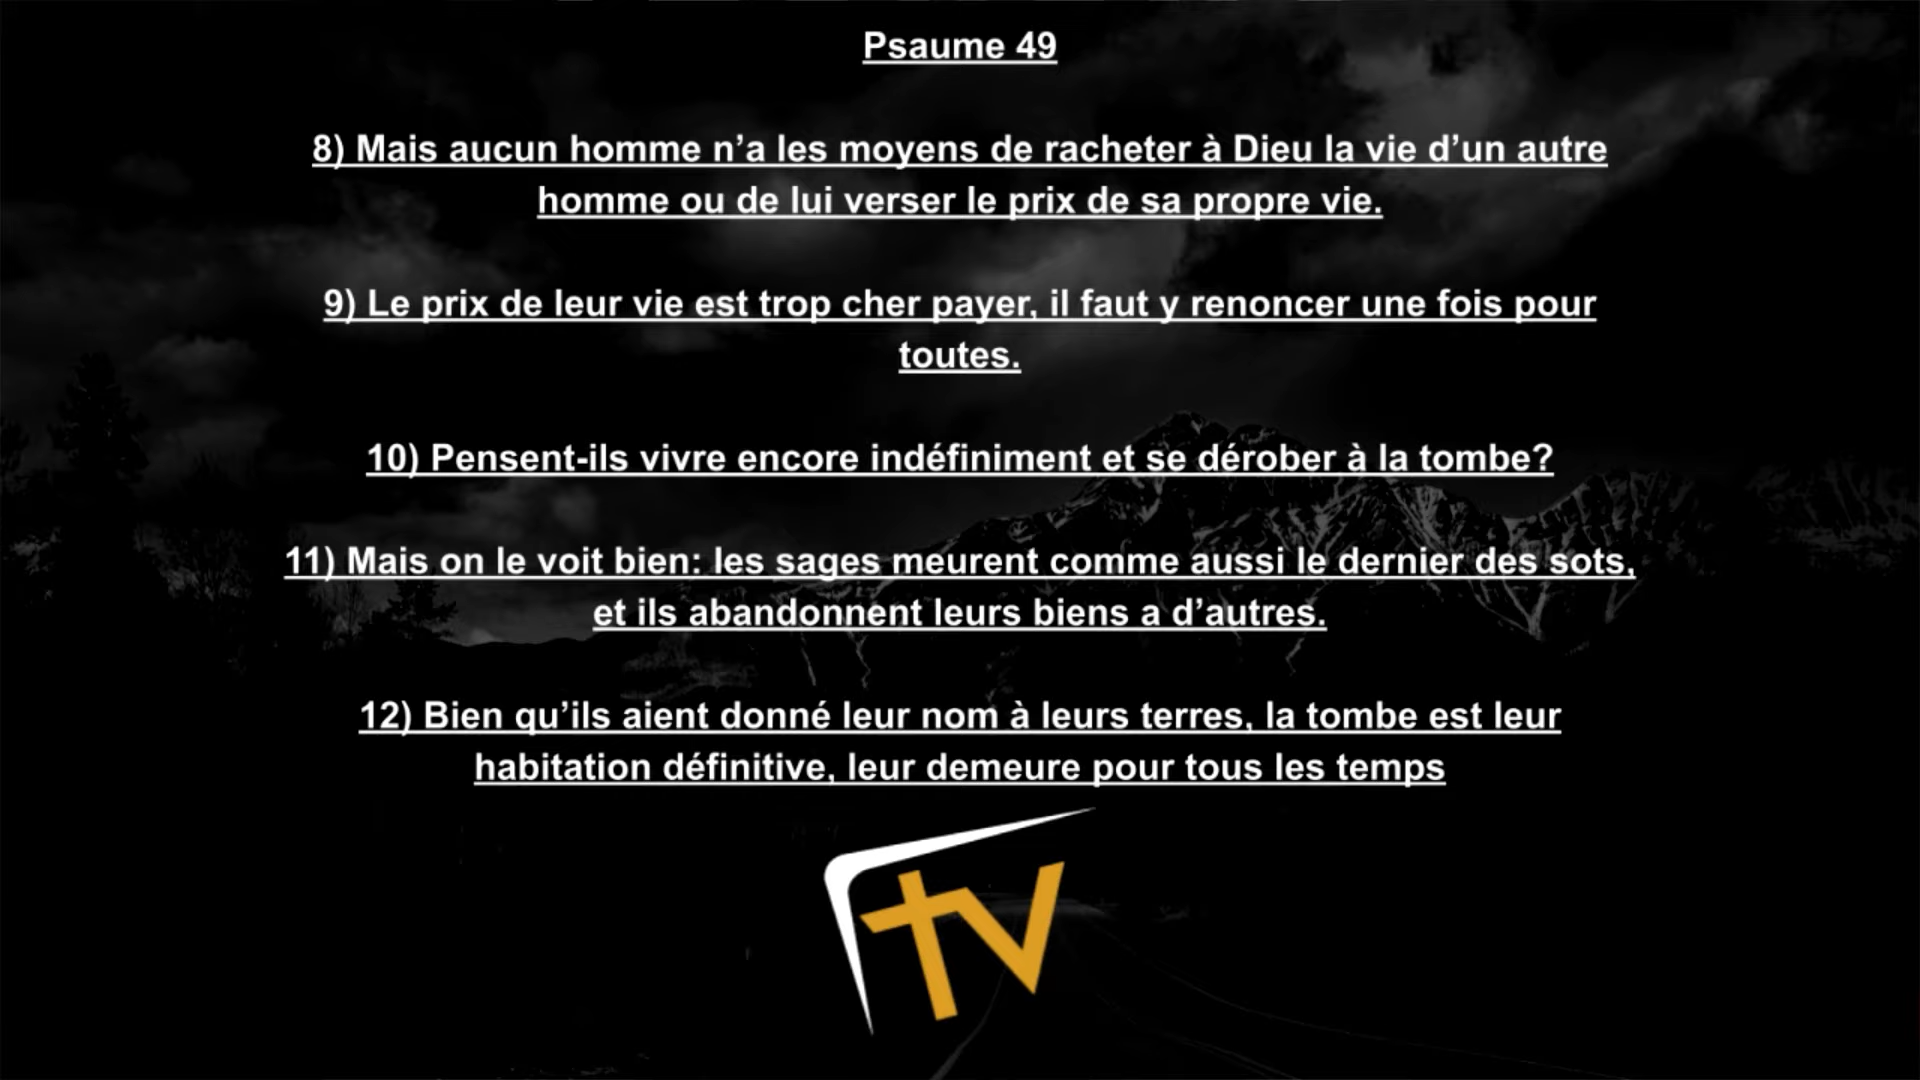 Psaume 49
8) Mais aucun homme n’a les moyens de racheter à Dieu la vie d’un autre
homme ou de lui verser le prix de sa propre vie.
9) Le prix de leur vie est trop cher payer, il faut y renoncer une fois pour
toutes.
10) Pensent-ils vivre encore indéfiniment et se dérober à la tombe?
11) Mais on le voit bien: les sages meurent comme aussi le dernier des sots,
et ils abandonnent leurs biens a d’autres.
12) Bien qu’ils aient donné leur nom à leurs terres, la tombe est leur
habitation définitive, leur demeure pour tous les temps
tv